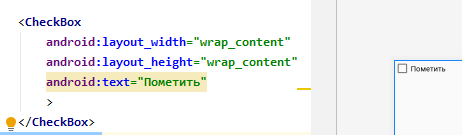 <CheckBox
android:layout_width="wrap_content"
android:layout_height="wrap_content"
android:text="Пометить"
>
</CheckBox>
Пометить